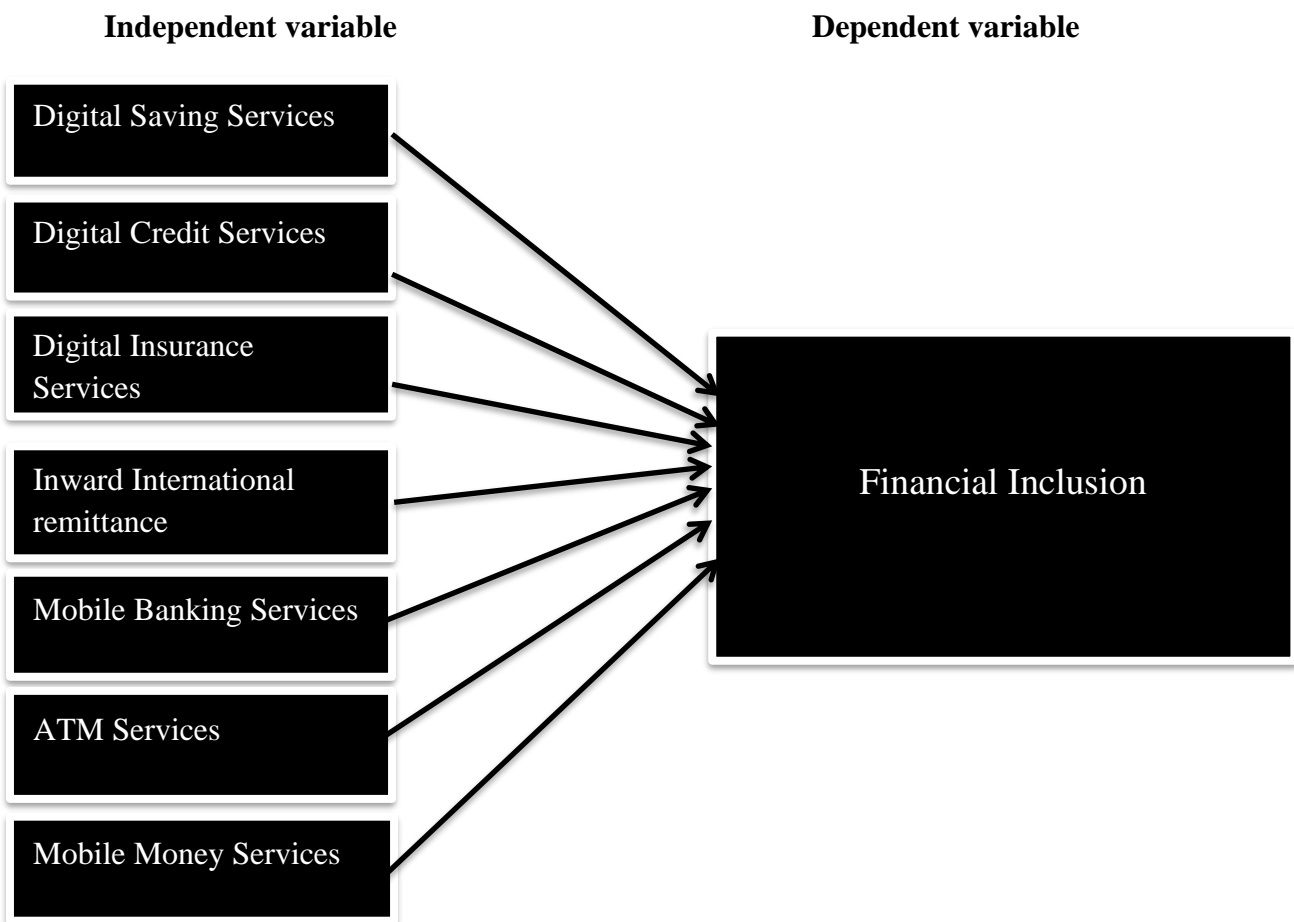 Independent variable
Dependent variable
Digital Saving Services
Digital Credit Services
Digital Insurance
Services
Inward International
remittance
Mobile Banking Services
ATM Services
Mobile Money Services
Financial Inclusion